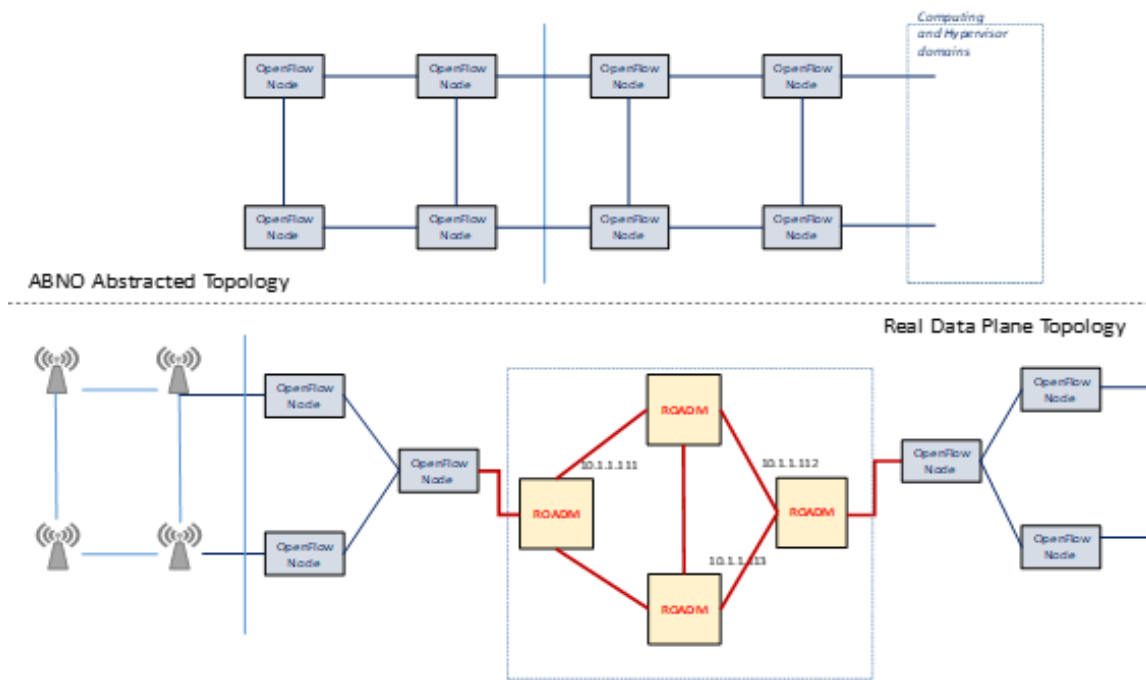 Computing
and Hypervisor
domains
OpenFlow
Node
OpenFlow
Node
OpenFlow
Node
OpenFlow
Node
OpenFlow
Node
OpenFlow
Node
OpenFlow
Node
OpenFlow
Node
ABNO Abstracted Topology
Real Data Plane Topology
OpenFlow
Node
OpenFlow
Node
OpenFlow
Node
ROADM
10.1.1.111
10.1.1.112
ROADM
ROADM
10.1.1.113
ROADM
OpenFlow
Node
OpenFlow
Node
OpenFlow
Node